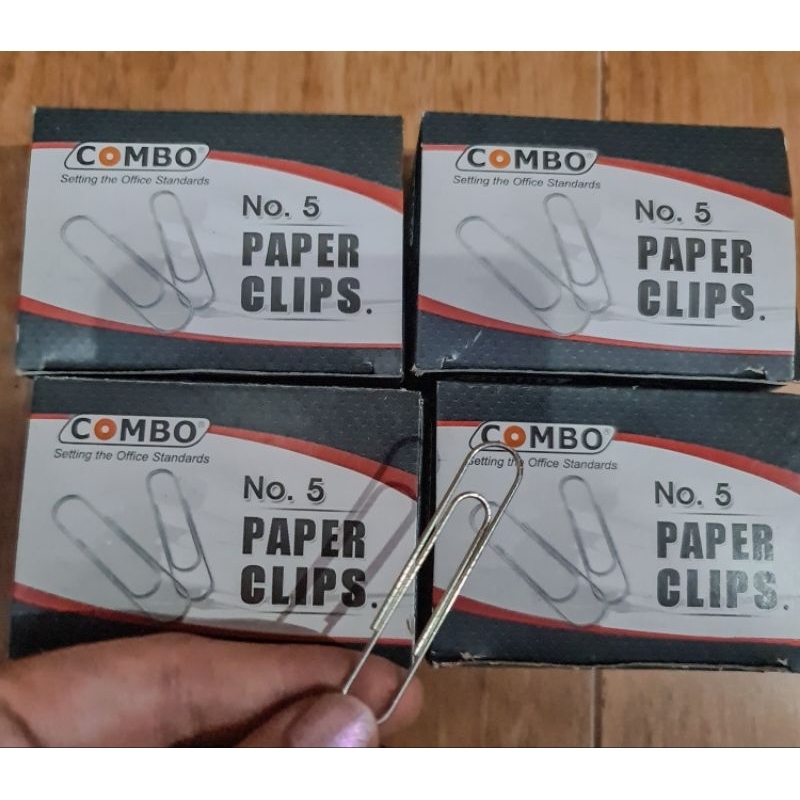 COMBO®
Setting the Office Standards
No. 5
PAPER
CLIPS.
COMBO®
Setting the Office Standards
No. 5
PAPER
CLIPS.
COMBO®
Setting the Office Standards
No. 5
PAPER
CLIPS.
COMBO®
Setting the Office Standards
No. 5
PAPER
CLIPS.